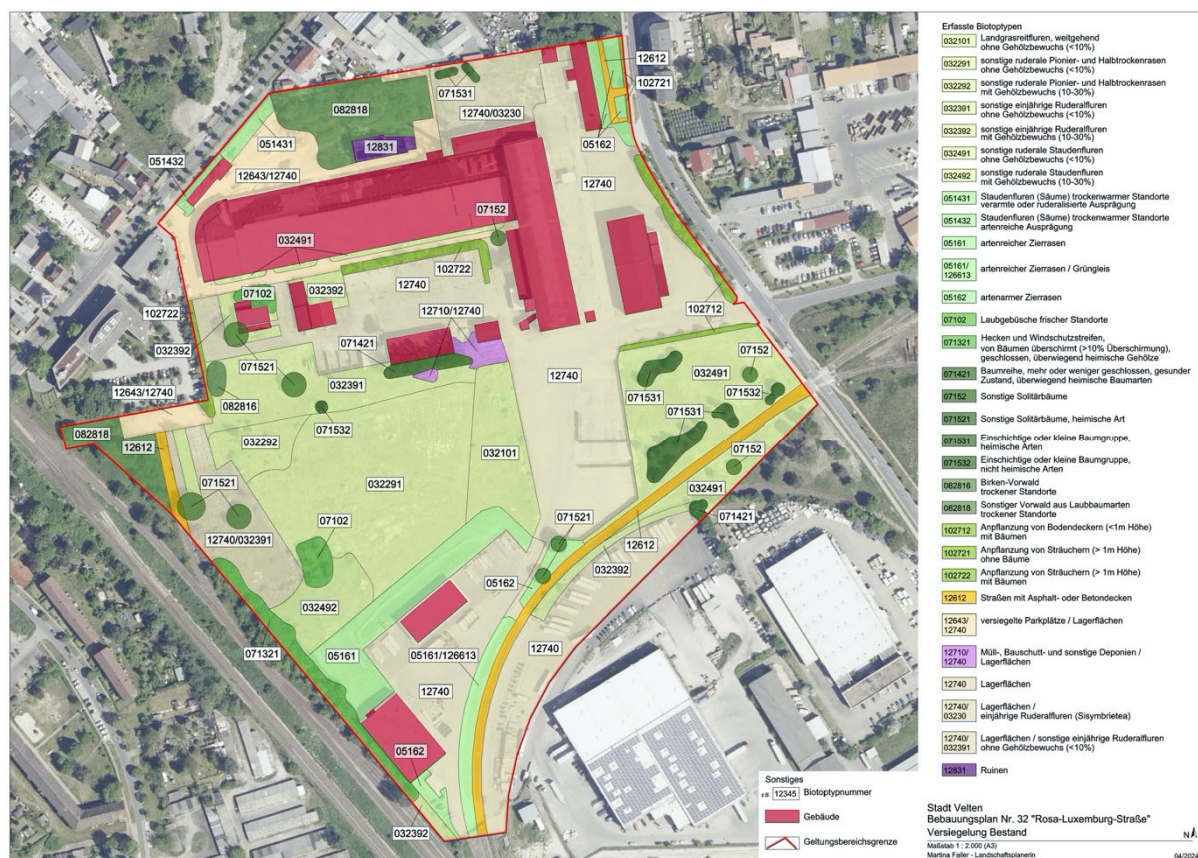 12612
102721
071531
082818
12740/03230
051431
12831
05162
051432
12643/12740
12740
07152
032491
102722
032392
12740
07102
12710/12740
102722
102712
071421
032392
07152
071521
032391
12740
032491
071532
12643/12740
082816
071531
071532
071531
082818
12612
032292
032101
07152
032291
071521
032491
071521
071421
07102
12740/032391
12612
032392
05162
032492
071321
05161
05161/126613
12740
12740
05162
032392
Erfasste Biotoptypen
032101 Landgrasreitfluren, weitgehend
ohne Gehölzbewuchs (<10%)
032291 sonstige ruderale Pionier- und Halbtrockenrasen
ohne Gehölzbewuchs (<10%)
032292 sonstige ruderale Pionier- und Halbtrockenrasen
mit Gehölzbewuchs (10-30%)
032391 sonstige einjährige Ruderalfluren
ohne Gehölzbewuchs (<10%)
032392 sonstige einjährige Ruderalfluren
mit Gehölzbewuchs (10-30%)
032491 sonstige ruderale Staudenfluren
ohne Gehölzbewuchs (<10%)
032492 sonstige ruderale Staudenfluren
mit Gehölzbewuchs (10-30%)
051431 Staudenfluren (Säume) trockenwarmer Standorte
verarmte oder ruderalisierte Ausprägung
051432 Staudenfluren (Säume) trockenwarmer Standorte
artenreiche Ausprägung
05161 artenreicher Zierrasen
05161/
126613 artenreicher Zierrasen / Grüngleis
05162 artenarmer Zierrasen
07102 Laubgebüsche frischer Standorte
071321 Hecken und Windschutzstreifen,
von Bäumen überschirmt (>10% Überschirmung),
geschlossen, überwiegend heimische Gehölze
071421 Baumreihe, mehr oder weniger geschlossen, gesunder
Zustand, überwiegend heimische Baumarten
07152 Sonstige Solitärbäume
071521 Sonstige Solitärbäume, heimische Art
071531 Einschichtige oder kleine Baumgruppe,
heimische Arten
071532 Einschichtige oder kleine Baumgruppe,
nicht heimische Arten
082816 Birken-Vorwald
trockener Standorte
082818 Sonstiger Vorwald aus Laubbaumarten
trockener Standorte
102712 Anpflanzung von Bodendeckern (<1m Höhe)
mit Bäumen
102721 Anpflanzung von Sträuchern (> 1m Höhe)
ohne Bäume
102722 Anpflanzung von Sträuchern (> 1m Höhe)
mit Bäumen
12612 Straßen mit Asphalt- oder Betondecken
12643/
12740 versiegelte Parkplätze / Lagerflächen
12710/
12740 Müll-, Bauschutt- und sonstige Deponien /
Lagerflächen
12740 Lagerflächen
12740/
03230 Lagerflächen /
einjährige Ruderalfluren (Sisymbrietea)
12740/
032391 Lagerflächen / sonstige einjährige Ruderalfluren
ohne Gehölzbewuchs (<10%)
12831 Ruinen
Sonstiges
z.B. 12345 Biotoptypnummer
Gebäude
Geltungsbereichsgrenze
Stadt Velten
Bebauungsplan Nr. 32 "Rosa-Luxemburg-Straße"
Versiegelung Bestand
Maßstab 1 : 2.000 (A3)
Martina Faller - Landschaftsplanerin
N
04/2024